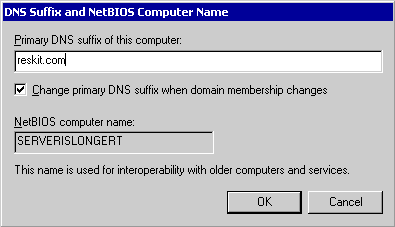 DNS Suffix and NetBIOS Computer Name
Primary DNS suffix of this computer:
reskit.com
Change primary DNS suffix when domain membership changes
NetBIOS computer name:
SERVERISLONGERT
This name is used for interoperability with older computers and services.
OK
Cancel